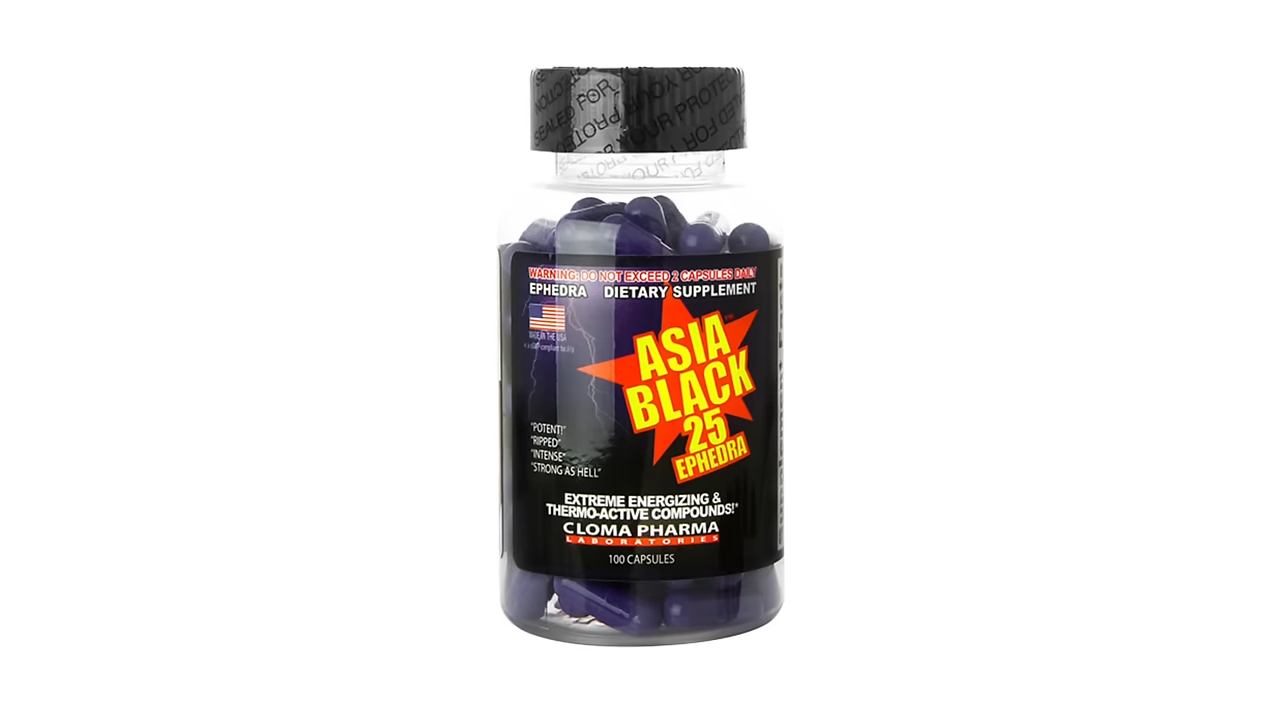 SEALED FOR YOUR PROTECTION
WARNING: DO NOT EXCEED 2 CAPSULES DAILY
EPHEDRA DIETARY SUPPLEMENT
MADE IN THE USA
ASIA
BLACK
25
EPHEDRA
"POTENT!"
"RIPPED"
"INTENSE"
"STRONG AS HELL"
EXTREME ENERGIZING &
THERMO-ACTIVE COMPOUNDS!*
CLOMA PHARMA
LABORATORIES
100 CAPSULES